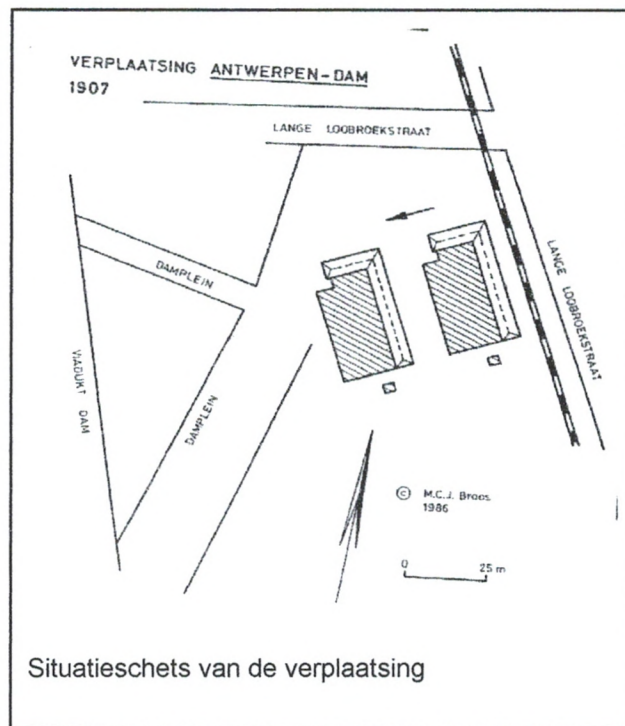 VERPLAATSING ANTWERPEN-DAM
1907
LANGE LOOBROEKSTRAAT
DAMPLEIN
LANGE LOOBROEKSTRAAT
VIADUKT DAM
DAMPLEIN
© M.C.J. Broos
1986
0 25 m
Situatieschets van de verplaatsing